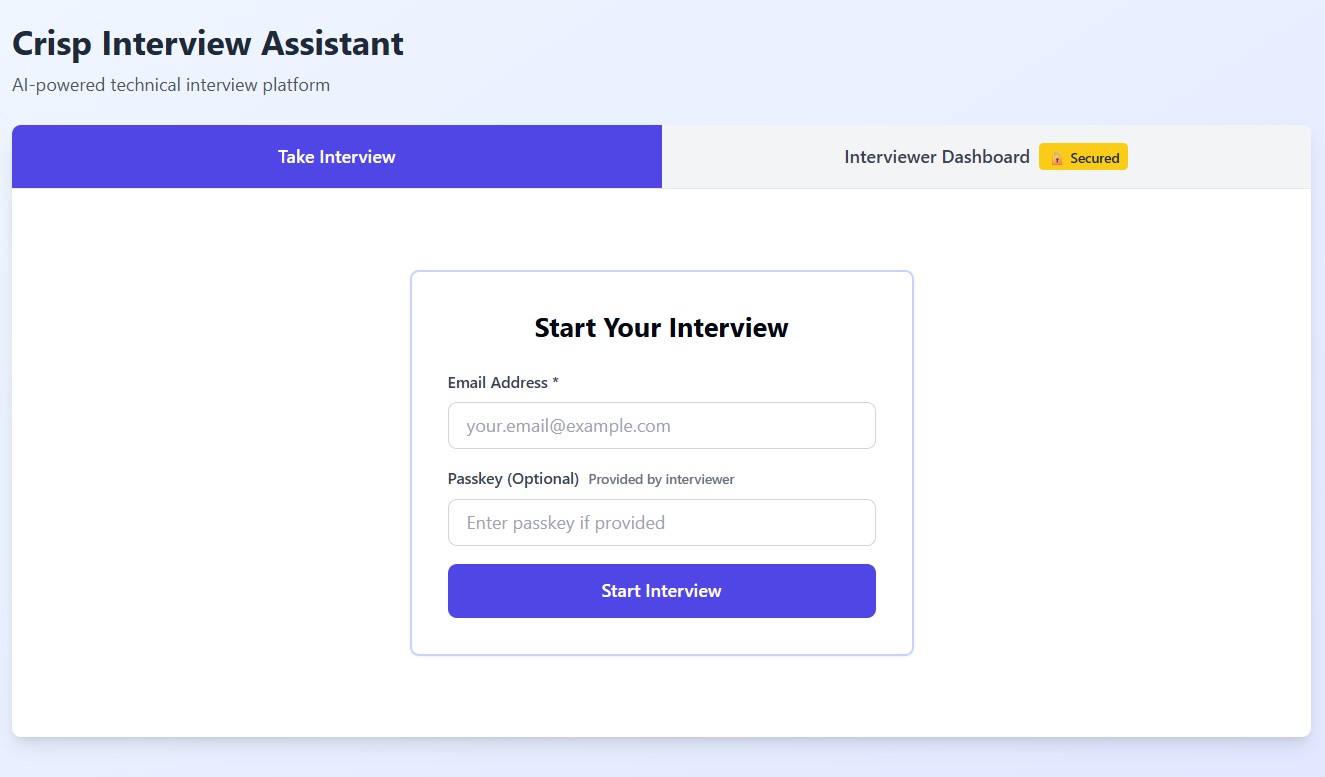 Crisp Interview Assistant
AI-powered technical interview platform
Take Interview
Interviewer Dashboard 🔒 Secured
Start Your Interview
Email Address *
your.email@example.com
Passkey (Optional) Provided by interviewer
Enter passkey if provided
Start Interview